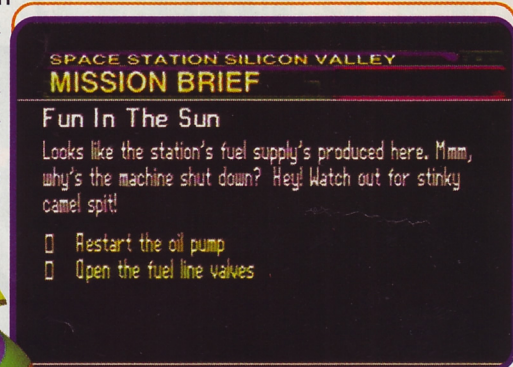 SPACE STATION SILICON VALLEY
MISSION BRIEF
Fun In The Sun
Looks like the station's fuel supply's produced here. Mmm,
why's the machine shut down? Hey! Watch out for stinky
camel spit!
Restart the oil pump
Open the fuel line valves